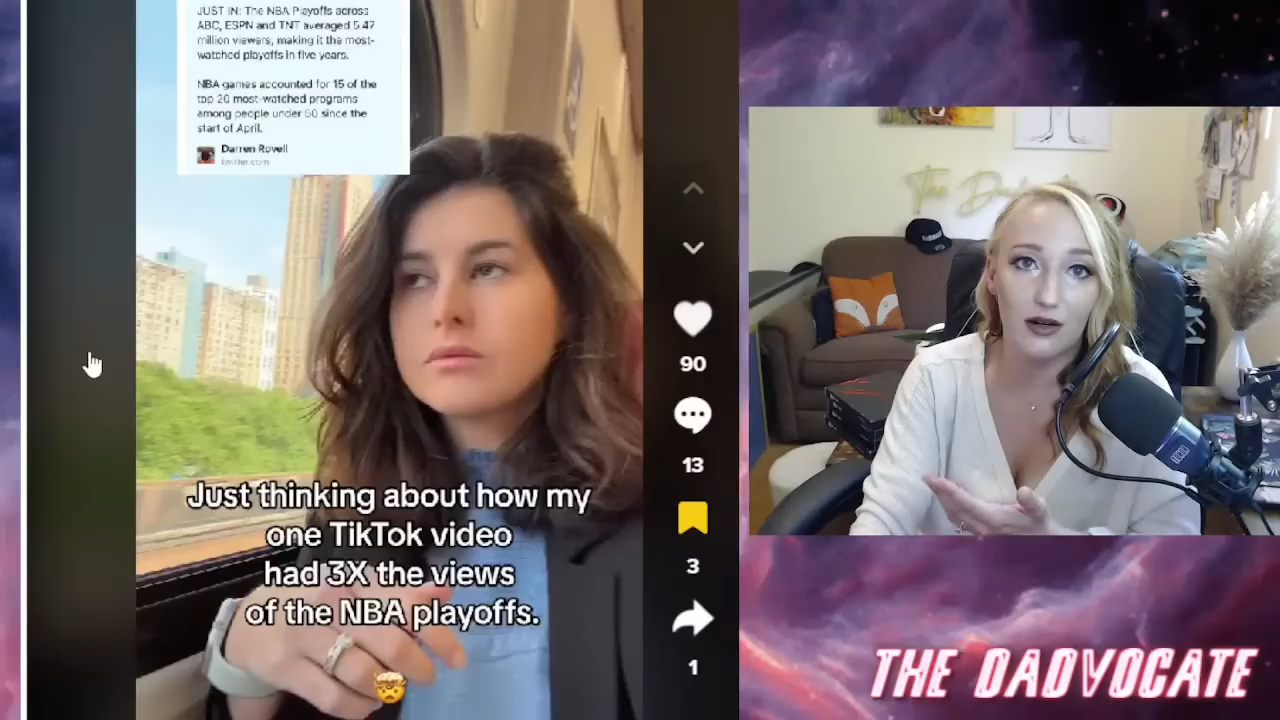 JUST IN: The NBA Playoffs across
ABC, ESPN and TNT averaged 5.47
million viewers, making it the most-
watched playoffs in five years.
NBA games accounted for 15 of the
top 20 most-watched programs
among people under 50 since the
start of April.
Darren Rovell
twitter.com
Just thinking about how my
one TikTok video
had 3X the views
of the NBA playoffs.
90
13
3
1
The Dadvocate
THE DADVOCATE